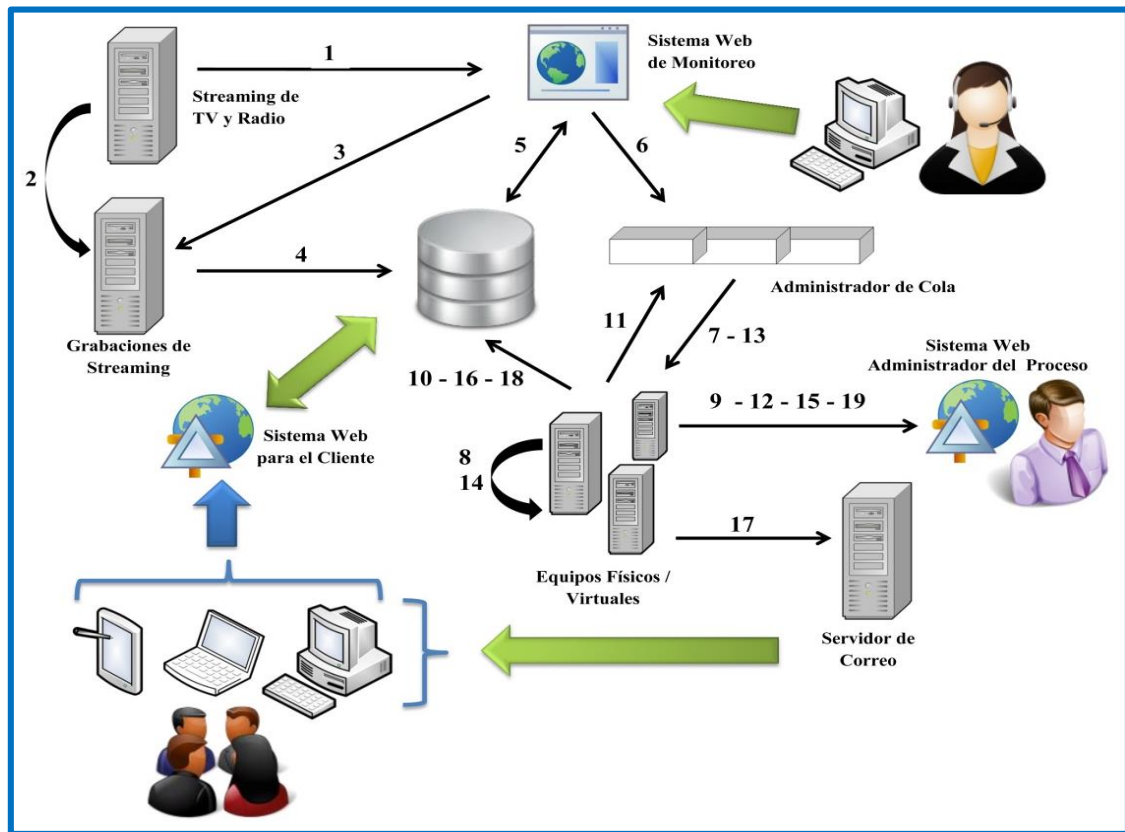 1
Sistema Web
de Monitoreo
Streaming de
TV y Radio
2
3
5
6
4
Administrador de Cola
Grabaciones de
Streaming
11
7 - 13
Sistema Web
Administrador del Proceso
10 - 16 - 18
9 - 12 - 15 - 19
Sistema Web
para el Cliente
8
14
17
Equipos Físicos /
Virtuales
Servidor de
Correo